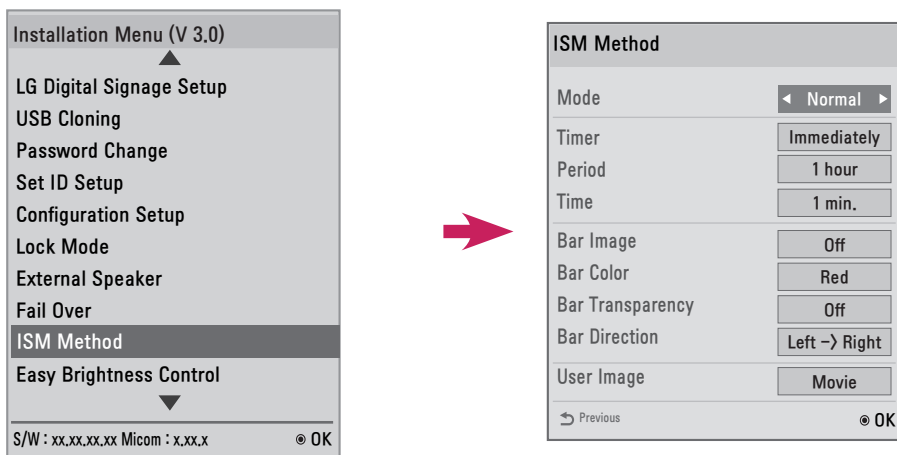 Installation Menu (V 3.0)
LG Digital Signage Setup
USB Cloning
Password Change
Set ID Setup
Configuration Setup
Lock Mode
External Speaker
Fail Over
ISM Method
Easy Brightness Control
S/W : xx.xx.xx.xx Micom : x.xx.x ◉ OK
ISM Method
Mode ◀ Normal ▶
Timer Immediately
Period 1 hour
Time 1 min.
Bar Image Off
Bar Color Red
Bar Transparency Off
Bar Direction Left -> Right
User Image Movie
Previous ◉ OK